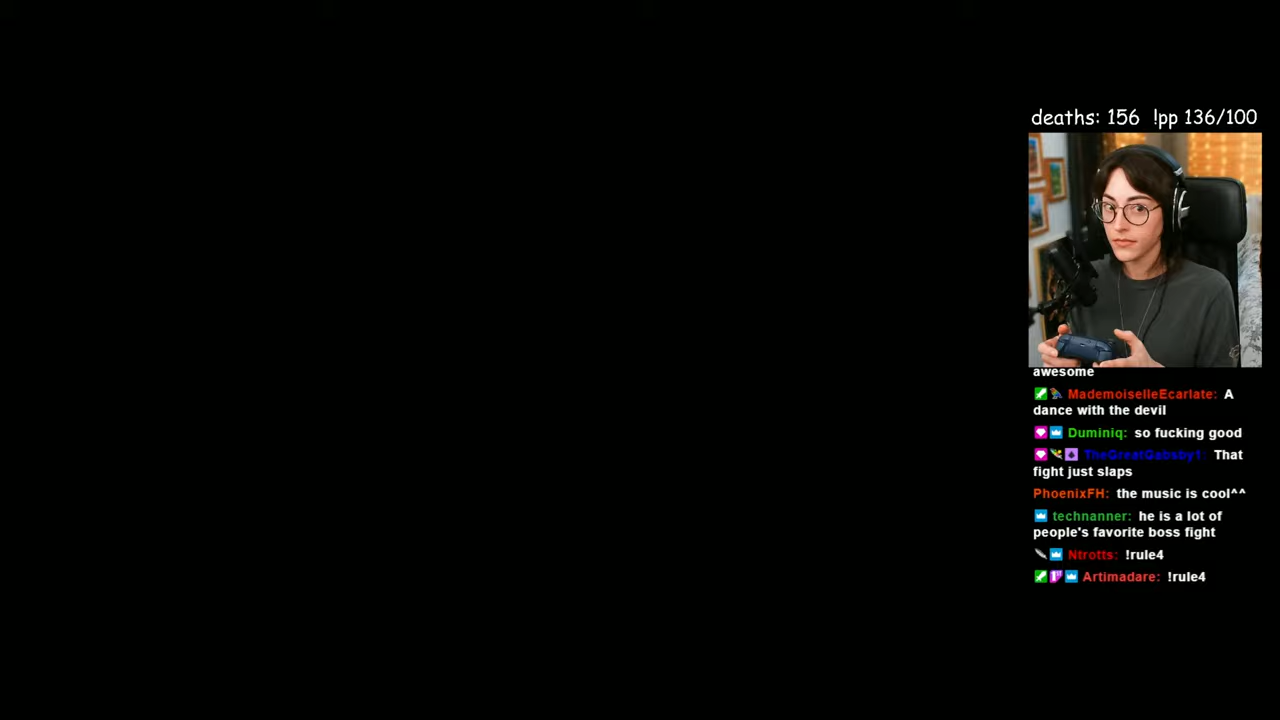 deaths: 156 !pp 136/100
awesome
MademoiselleEcarlate: A
dance with the devil
Duminiq: so fucking good
TheGreatGabsby1: That
fight just slaps
PhoenixFH: the music is cool^^
technanner: he is a lot of
people's favorite boss fight
Ntrotts: !rule4
Artimadare: !rule4